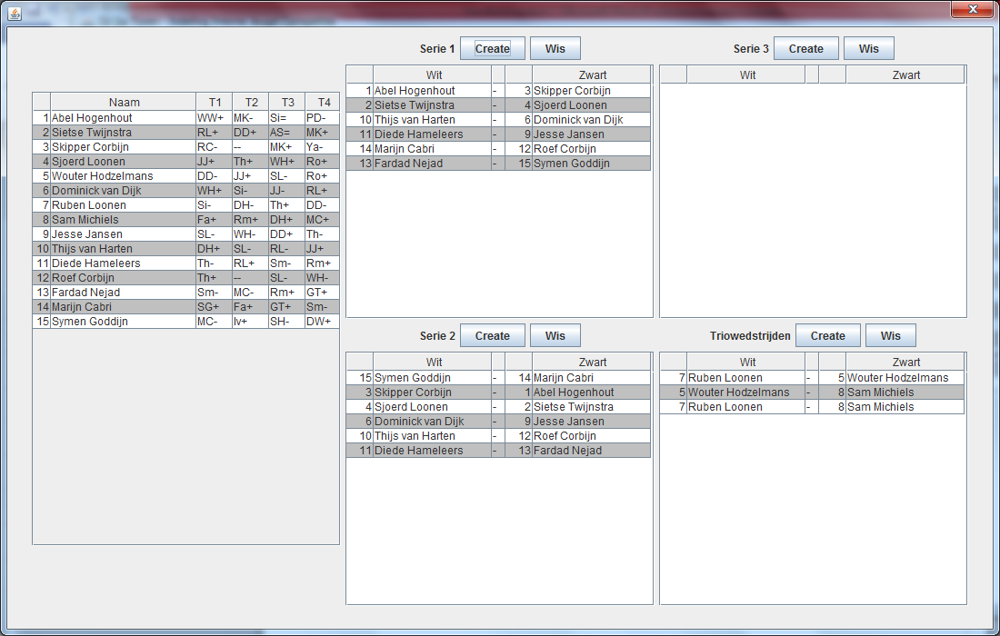 Serie 1 Create Wis
Serie 3 Create Wis
Naam T1 T2 T3 T4
1 Abel Hogenhout WW+ MK- Si= PD-
2 Sietse Twijnstra RL+ DD+ AS= MK+
3 Skipper Corbijn RC- -- MK+ Ya-
4 Sjoerd Loonen JJ+ Th+ WH+ Ro+
5 Wouter Hodzelmans DD- JJ+ SL- Ro+
6 Dominick van Dijk WH+ Si- JJ- RL+
7 Ruben Loonen Si- DH- Th+ DD-
8 Sam Michiels Fa+ Rm+ DH+ MC+
9 Jesse Jansen SL- WH- DD+ Th-
10 Thijs van Harten DH+ SL- RL- JJ+
11 Diede Hameleers Th- RL+ Sm- Rm+
12 Roef Corbijn Th+ -- SL- WH-
13 Fardad Nejad Sm- MC- Rm+ GT+
14 Marijn Cabri SG+ Fa+ GT+ Sm-
15 Symen Goddijn MC- Iv+ SH- DW+
Wit Zwart
1 Abel Hogenhout - 3 Skipper Corbijn
2 Sietse Twijnstra - 4 Sjoerd Loonen
10 Thijs van Harten - 6 Dominick van Dijk
11 Diede Hameleers - 9 Jesse Jansen
14 Marijn Cabri - 12 Roef Corbijn
13 Fardad Nejad - 15 Symen Goddijn
Wit Zwart
Serie 2 Create Wis
Wit Zwart
15 Symen Goddijn - 14 Marijn Cabri
3 Skipper Corbijn - 1 Abel Hogenhout
4 Sjoerd Loonen - 2 Sietse Twijnstra
6 Dominick van Dijk - 9 Jesse Jansen
10 Thijs van Harten - 12 Roef Corbijn
11 Diede Hameleers - 13 Fardad Nejad
Triowedstrijden Create Wis
Wit Zwart
7 Ruben Loonen - 5 Wouter Hodzelmans
5 Wouter Hodzelmans - 8 Sam Michiels
7 Ruben Loonen - 8 Sam Michiels